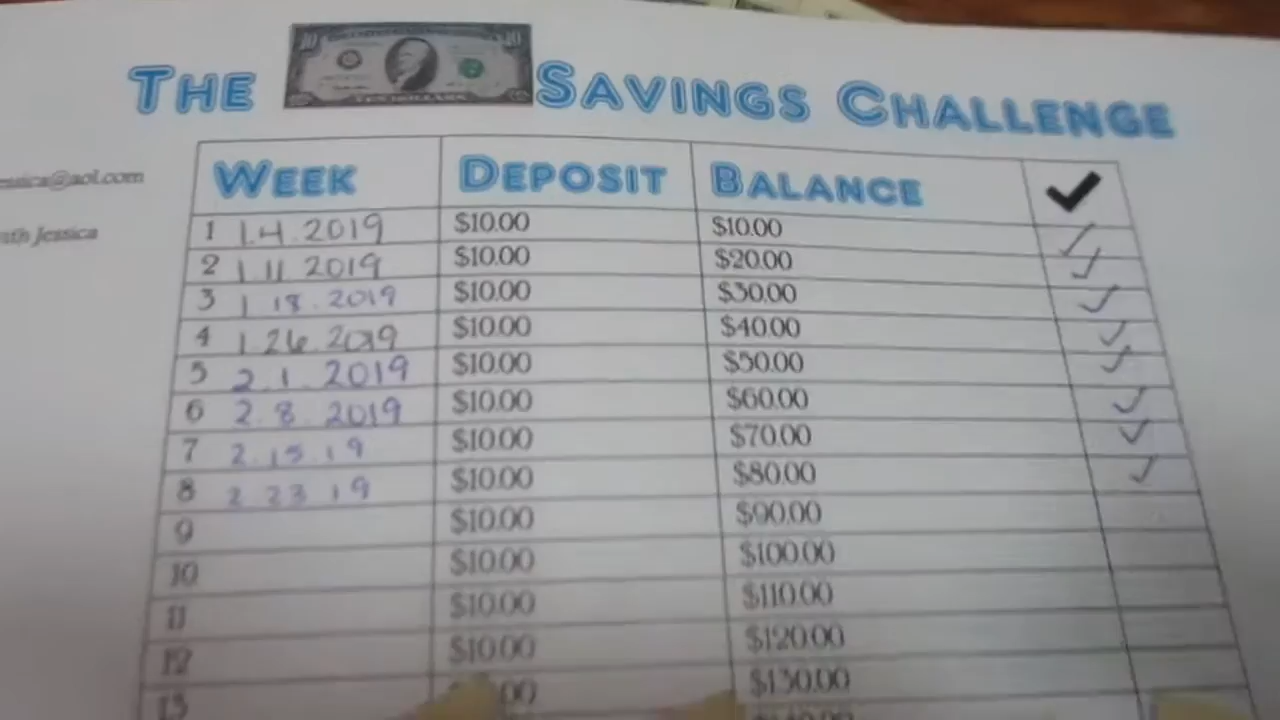 THE SAVINGS CHALLENGE
WEEK DEPOSIT BALANCE ✓
1 1.4.2019 $10.00 $10.00 ✓
2 1.11.2019 $10.00 $20.00 ✓
3 1.18.2019 $10.00 $30.00 ✓
4 1.26.2019 $10.00 $40.00 ✓
5 2.1.2019 $10.00 $50.00 ✓
6 2.8.2019 $10.00 $60.00 ✓
7 2.15.19 $10.00 $70.00 ✓
8 2.23.19 $10.00 $80.00 ✓
9 $10.00 $90.00
10 $10.00 $100.00
11 $10.00 $110.00
12 $10.00 $120.00
13 $130.00
@aol.com
Jessica